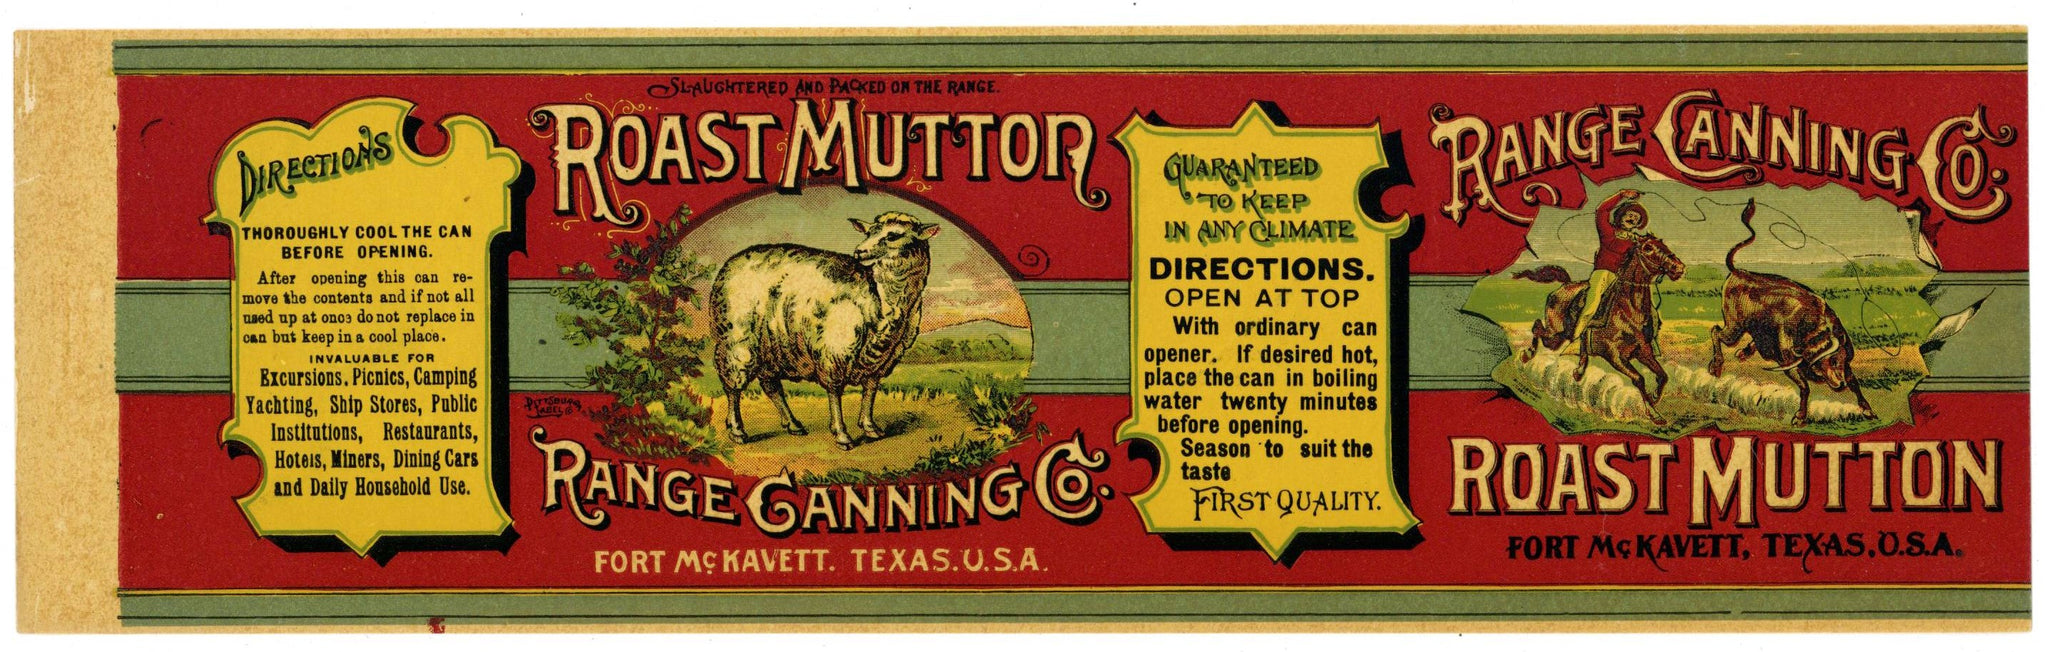 DIRECTIONS
THOROUGHLY COOL THE CAN
BEFORE OPENING.
After opening this can re-
move the contents and if not all
used up at once do not replace in
can but keep in a cool place.
INVALUABLE FOR
Excursions, Picnics, Camping
Yachting, Ship Stores, Public
Institutions, Restaurants,
Hotels, Miners, Dining Cars
and Daily Household Use.
SLAUGHTERED AND PACKED ON THE RANGE.
ROAST MUTTON
PITTSBURG
LABEL CO
RANGE CANNING CO.
FORT McKAVETT. TEXAS. U.S.A.
GUARANTEED
TO KEEP
IN ANY CLIMATE
DIRECTIONS.
OPEN AT TOP
With ordinary can
opener. If desired hot,
place the can in boiling
water twenty minutes
before opening.
Season to suit the
taste
FIRST QUALITY.
RANGE CANNING CO.
ROAST MUTTON
FORT McKAVETT, TEXAS, U.S.A.